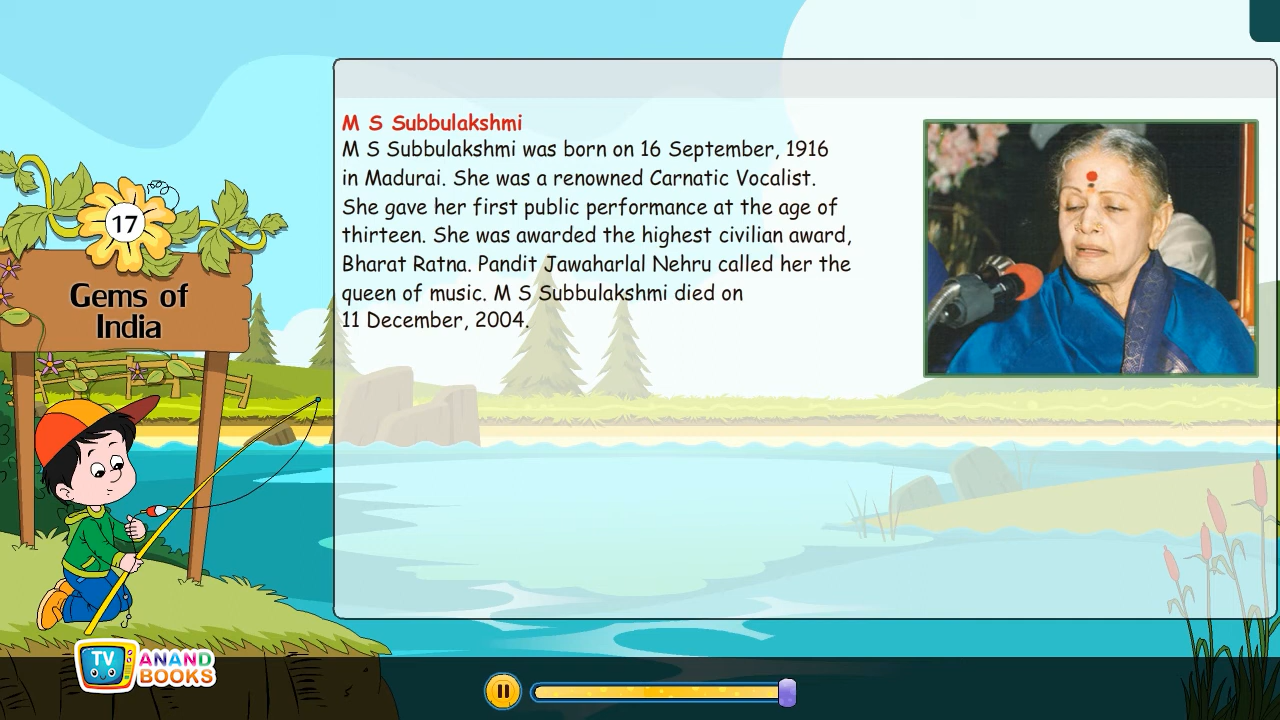 M S Subbulakshmi
M S Subbulakshmi was born on 16 September, 1916
in Madurai. She was a renowned Carnatic Vocalist.
She gave her first public performance at the age of
thirteen. She was awarded the highest civilian award,
Bharat Ratna. Pandit Jawaharlal Nehru called her the
queen of music. M S Subbulakshmi died on
11 December, 2004.
17
Gems of
India
TV
ANAND
BOOKS